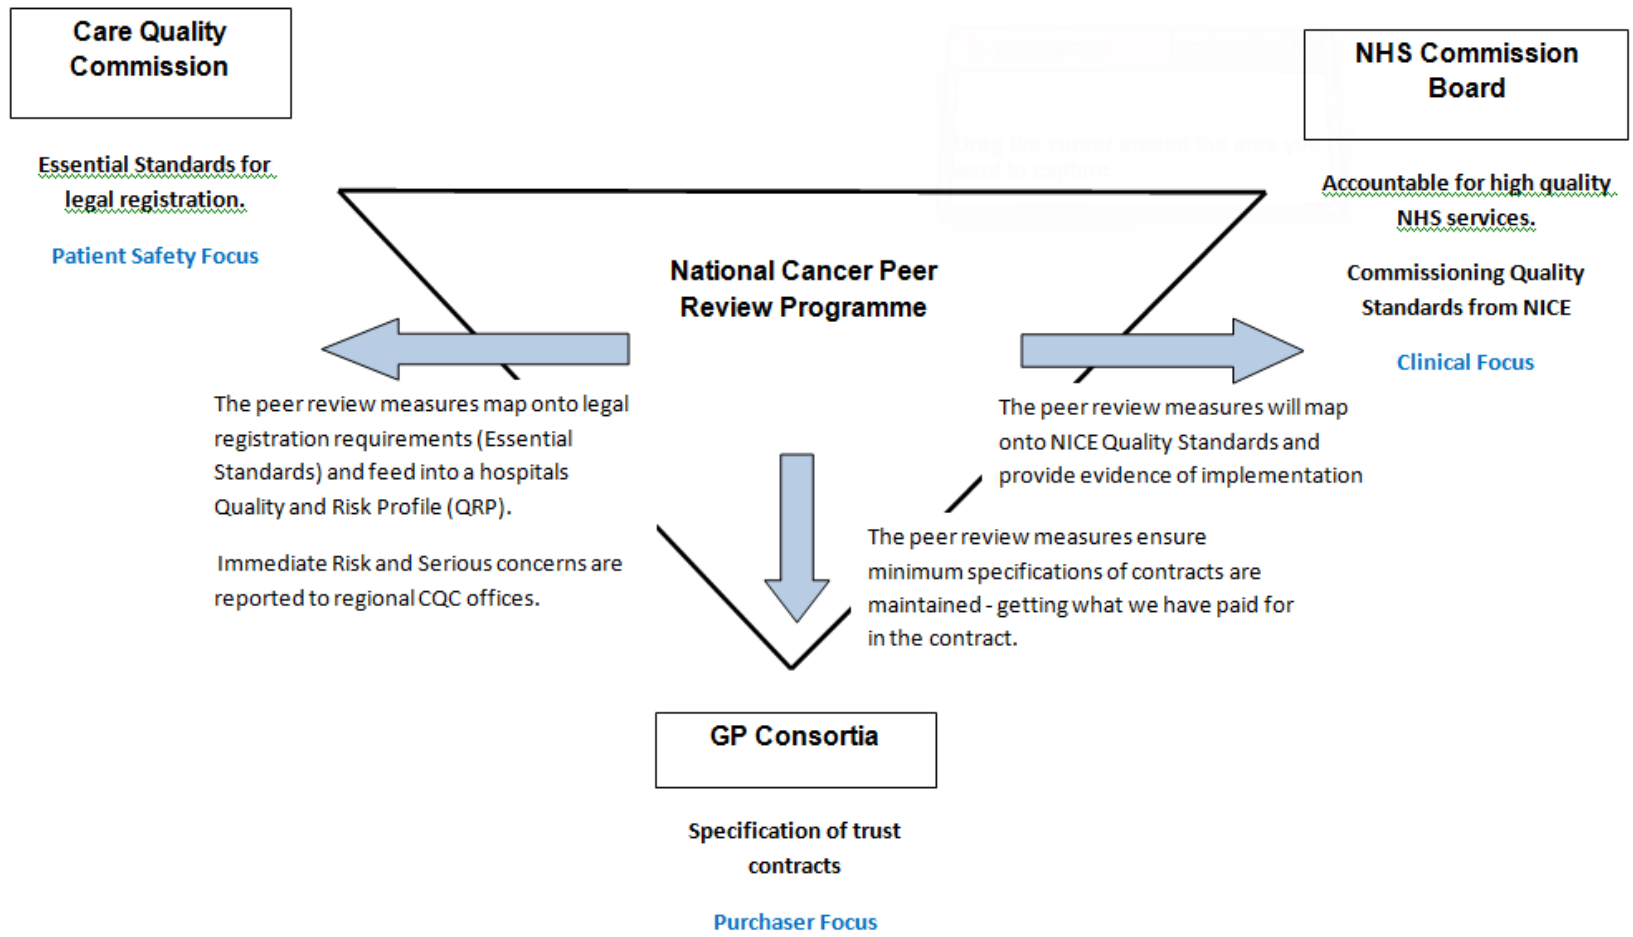 Care Quality
Commission
Essential Standards for
legal registration.
Patient Safety Focus
NHS Commission
Board
Accountable for high quality
NHS services.
Commissioning Quality
Standards from NICE
Clinical Focus
National Cancer Peer
Review Programme
The peer review measures map onto legal
registration requirements (Essential
Standards) and feed into a hospitals
Quality and Risk Profile (QRP).
Immediate Risk and Serious concerns are
reported to regional CQC offices.
The peer review measures will map
onto NICE Quality Standards and
provide evidence of implementation
The peer review measures ensure
minimum specifications of contracts are
maintained - getting what we have paid for
in the contract.
GP Consortia
Specification of trust
contracts
Purchaser Focus